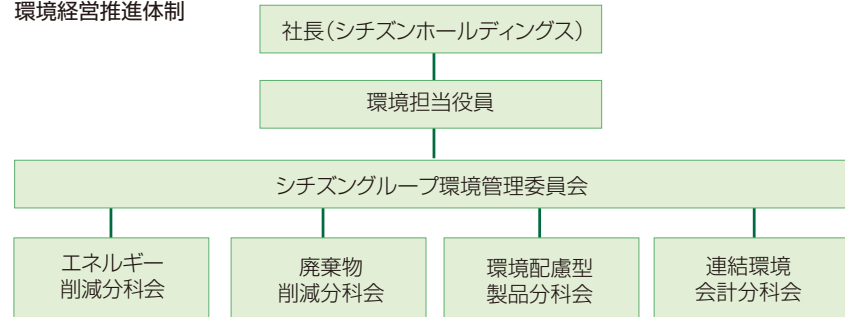 環境経営推進体制
社長（シチズンホールディングス）
環境担当役員
シチズングループ環境管理委員会
エネルギー
削減分科会
廃棄物
削減分科会
環境配慮型
製品分科会
連結環境
会計分科会